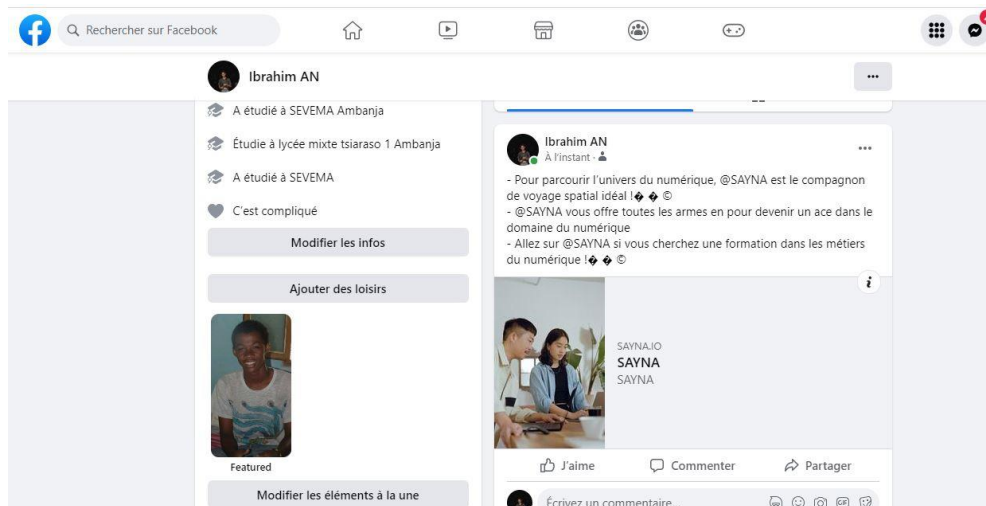 Rechercher sur Facebook
Ibrahim AN
A étudié à SEVEMA Ambanja
Étudie à lycée mixte tsiaraso 1 Ambanja
A étudié à SEVEMA
C'est compliqué
Modifier les infos
Ajouter des loisirs
Featured
Modifier les éléments à la une
Ibrahim AN
À l'instant ·
- Pour parcourir l'univers du numérique, @SAYNA est le compagnon
de voyage spatial idéal !� � ©
- @SAYNA vous offre toutes les armes en pour devenir un ace dans le
domaine du numérique
- Allez sur @SAYNA si vous cherchez une formation dans les métiers
du numérique !� � ©
SAYNA.IO
SAYNA
SAYNA
J'aime
Commenter
Partager
Écrivez un commentaire...
GIF